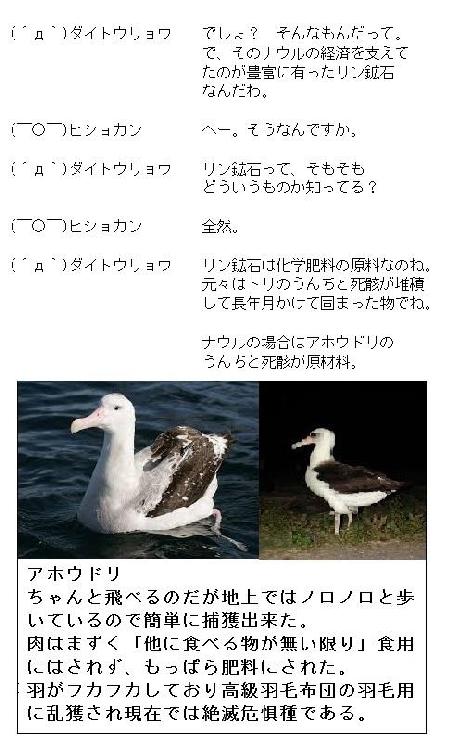 (´д`)ダイトウリョウ でしょ？ そんなもんだって。
で、そのナウルの経済を支えて
たのが豊富に有ったリン鉱石
なんだわ。
(￣○￣)ヒショカン へー。そうなんですか。
(´д`)ダイトウリョウ リン鉱石って、そもそも
どういうものか知ってる？
(￣○￣)ヒショカン 全然。
(´д`)ダイトウリョウ リン鉱石は化学肥料の原料なのね。
元々はトリのうんちと死骸が堆積
して長年月かけて固まった物でね。
ナウルの場合はアホウドリの
うんちと死骸が原材料。
アホウドリ
ちゃんと飛べるのだが地上ではノロノロと歩
いているので簡単に捕獲出来た。
肉はまずく「他に食べる物が無い限り」食用
にはされず、もっぱら肥料にされた。
羽がフカフカしており高級羽毛布団の羽毛用
に乱獲され現在では絶滅危惧種である。